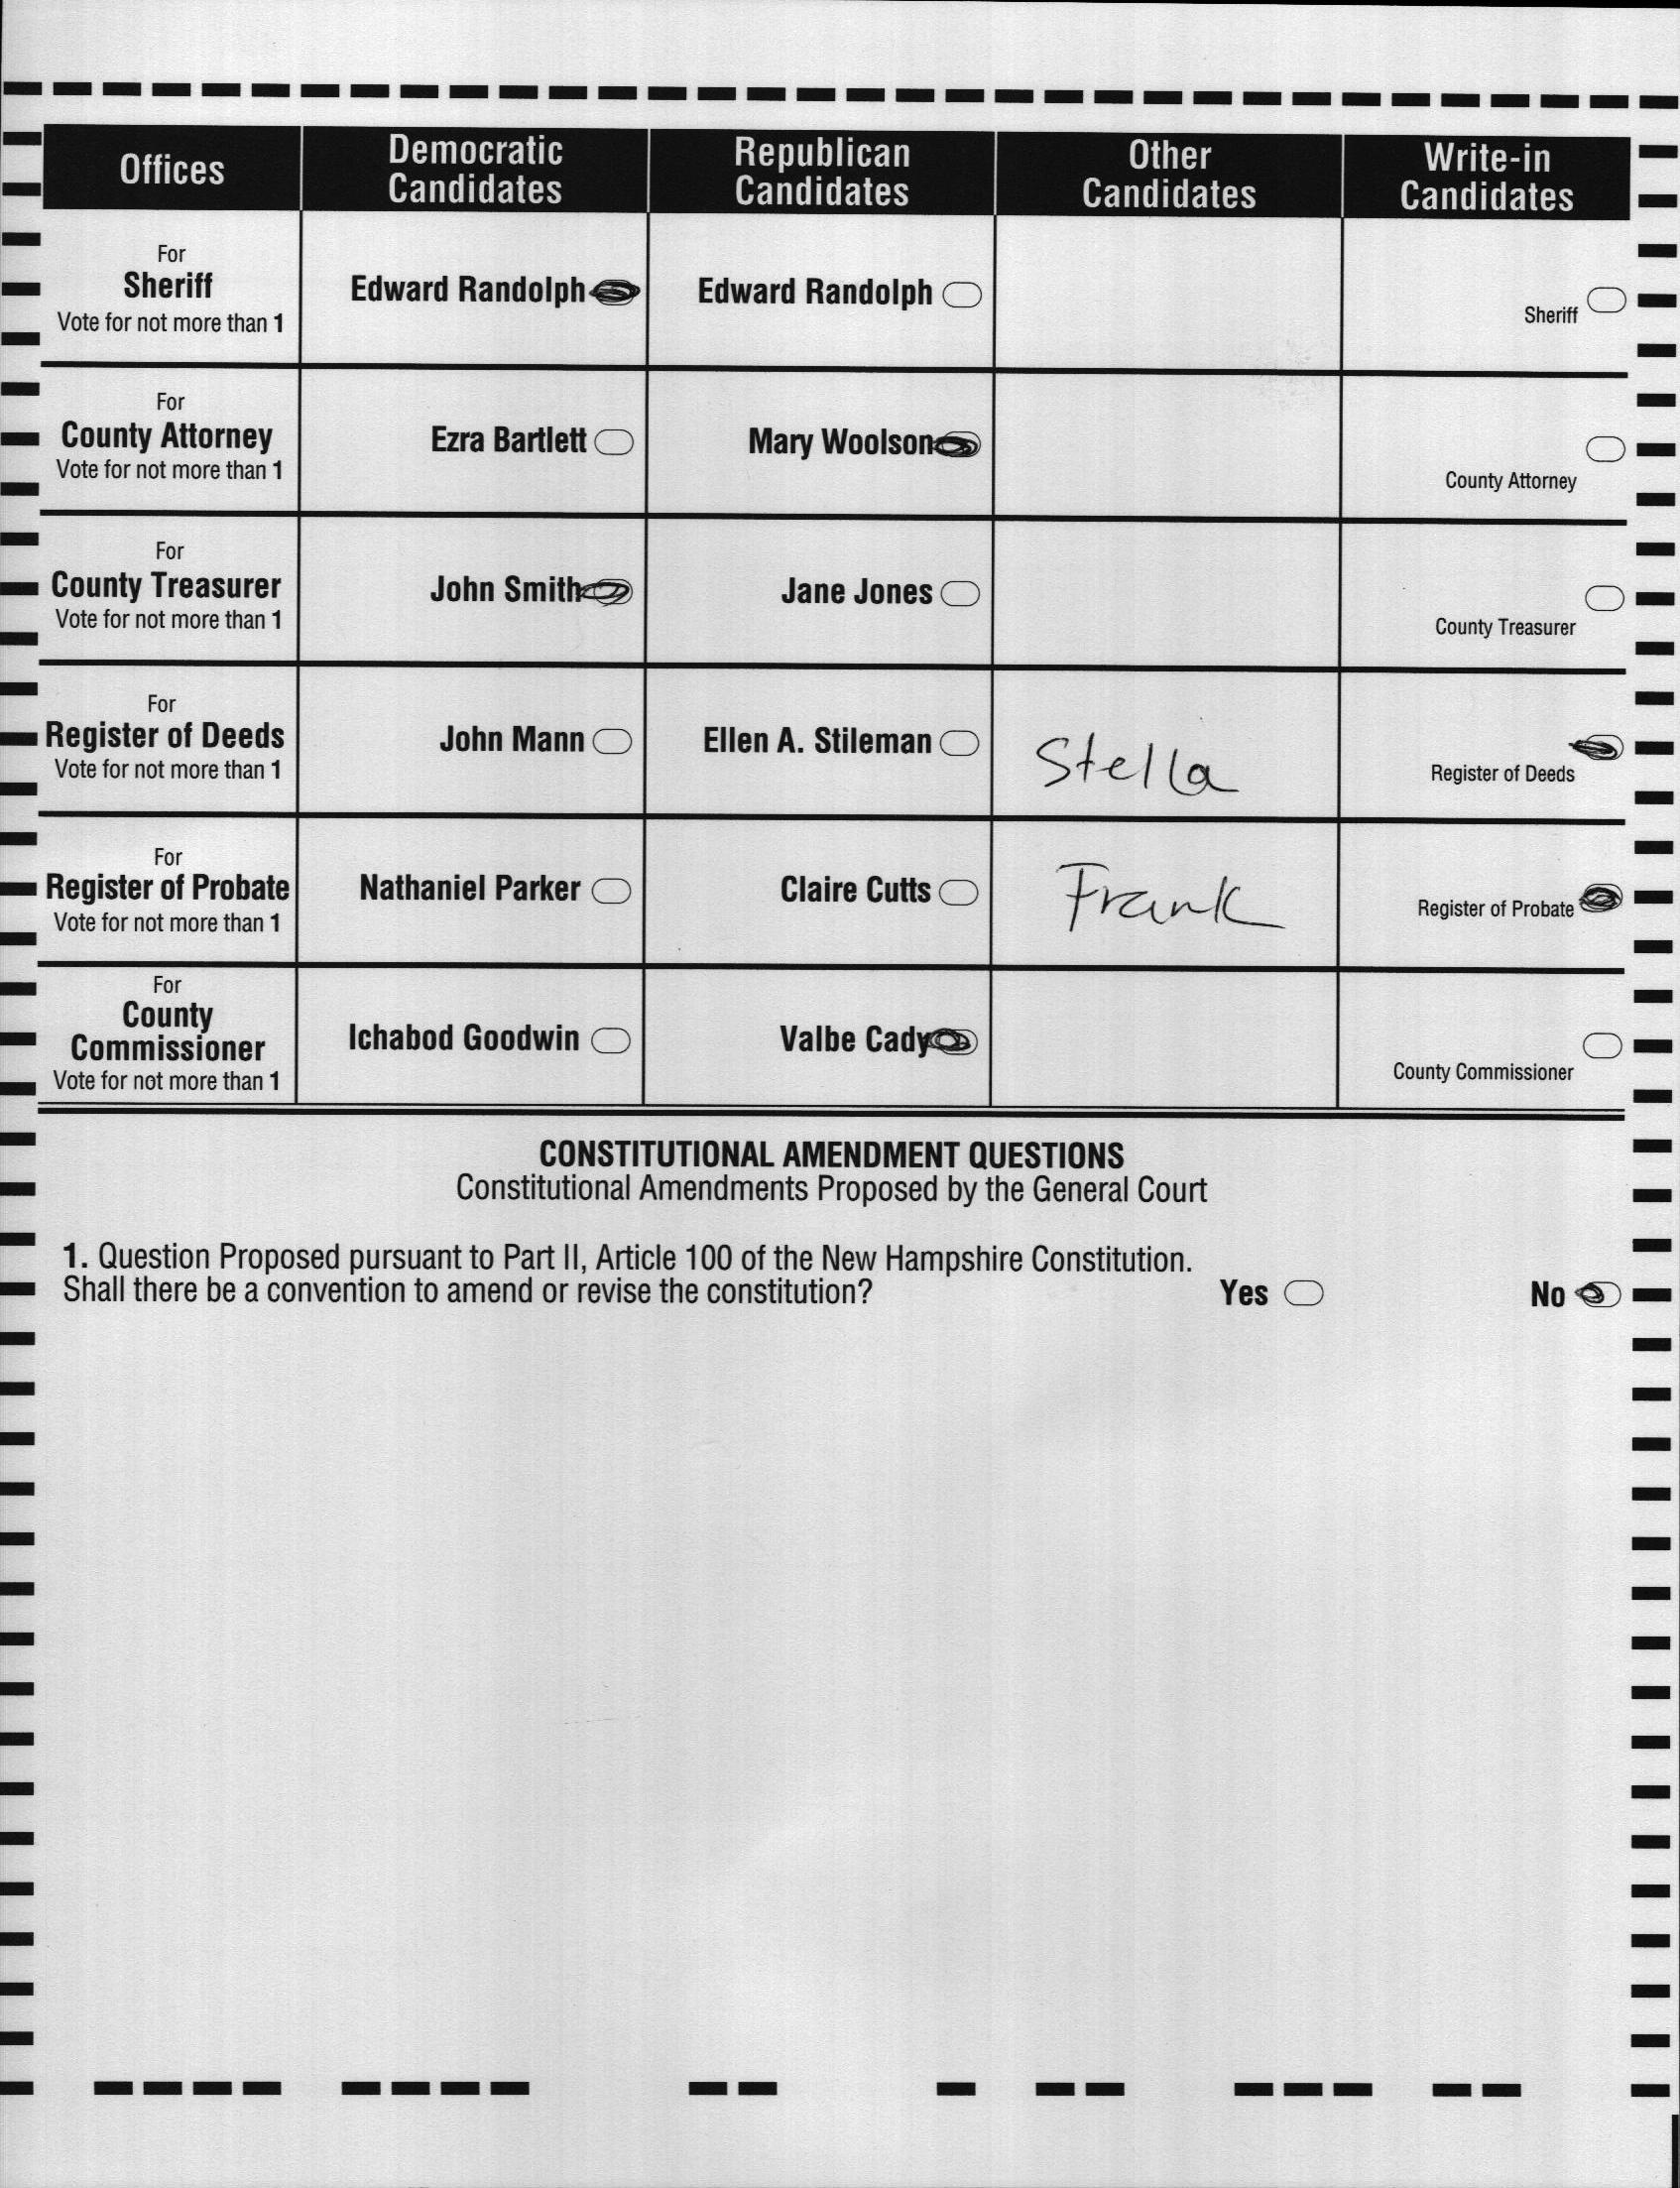 Offices
Democratic
Candidates
Republican
Candidates
Other
Candidates
Write-in
Candidates
For
Sheriff
Vote for not more than 1
Edward Randolph
Edward Randolph
Sheriff
For
County Attorney
Vote for not more than 1
Ezra Bartlett
Mary Woolson
County Attorney
For
County Treasurer
Vote for not more than 1
John Smith
Jane Jones
County Treasurer
For
Register of Deeds
Vote for not more than 1
John Mann
Ellen A. Stileman
Stella
Register of Deeds
For
Register of Probate
Vote for not more than 1
Nathaniel Parker
Claire Cutts
Frank
Register of Probate
For
County
Commissioner
Vote for not more than 1
Ichabod Goodwin
Valbe Cady
County Commissioner
CONSTITUTIONAL AMENDMENT QUESTIONS
Constitutional Amendments Proposed by the General Court
1. Question Proposed pursuant to Part II, Article 100 of the New Hampshire Constitution.
Shall there be a convention to amend or revise the constitution? Yes No